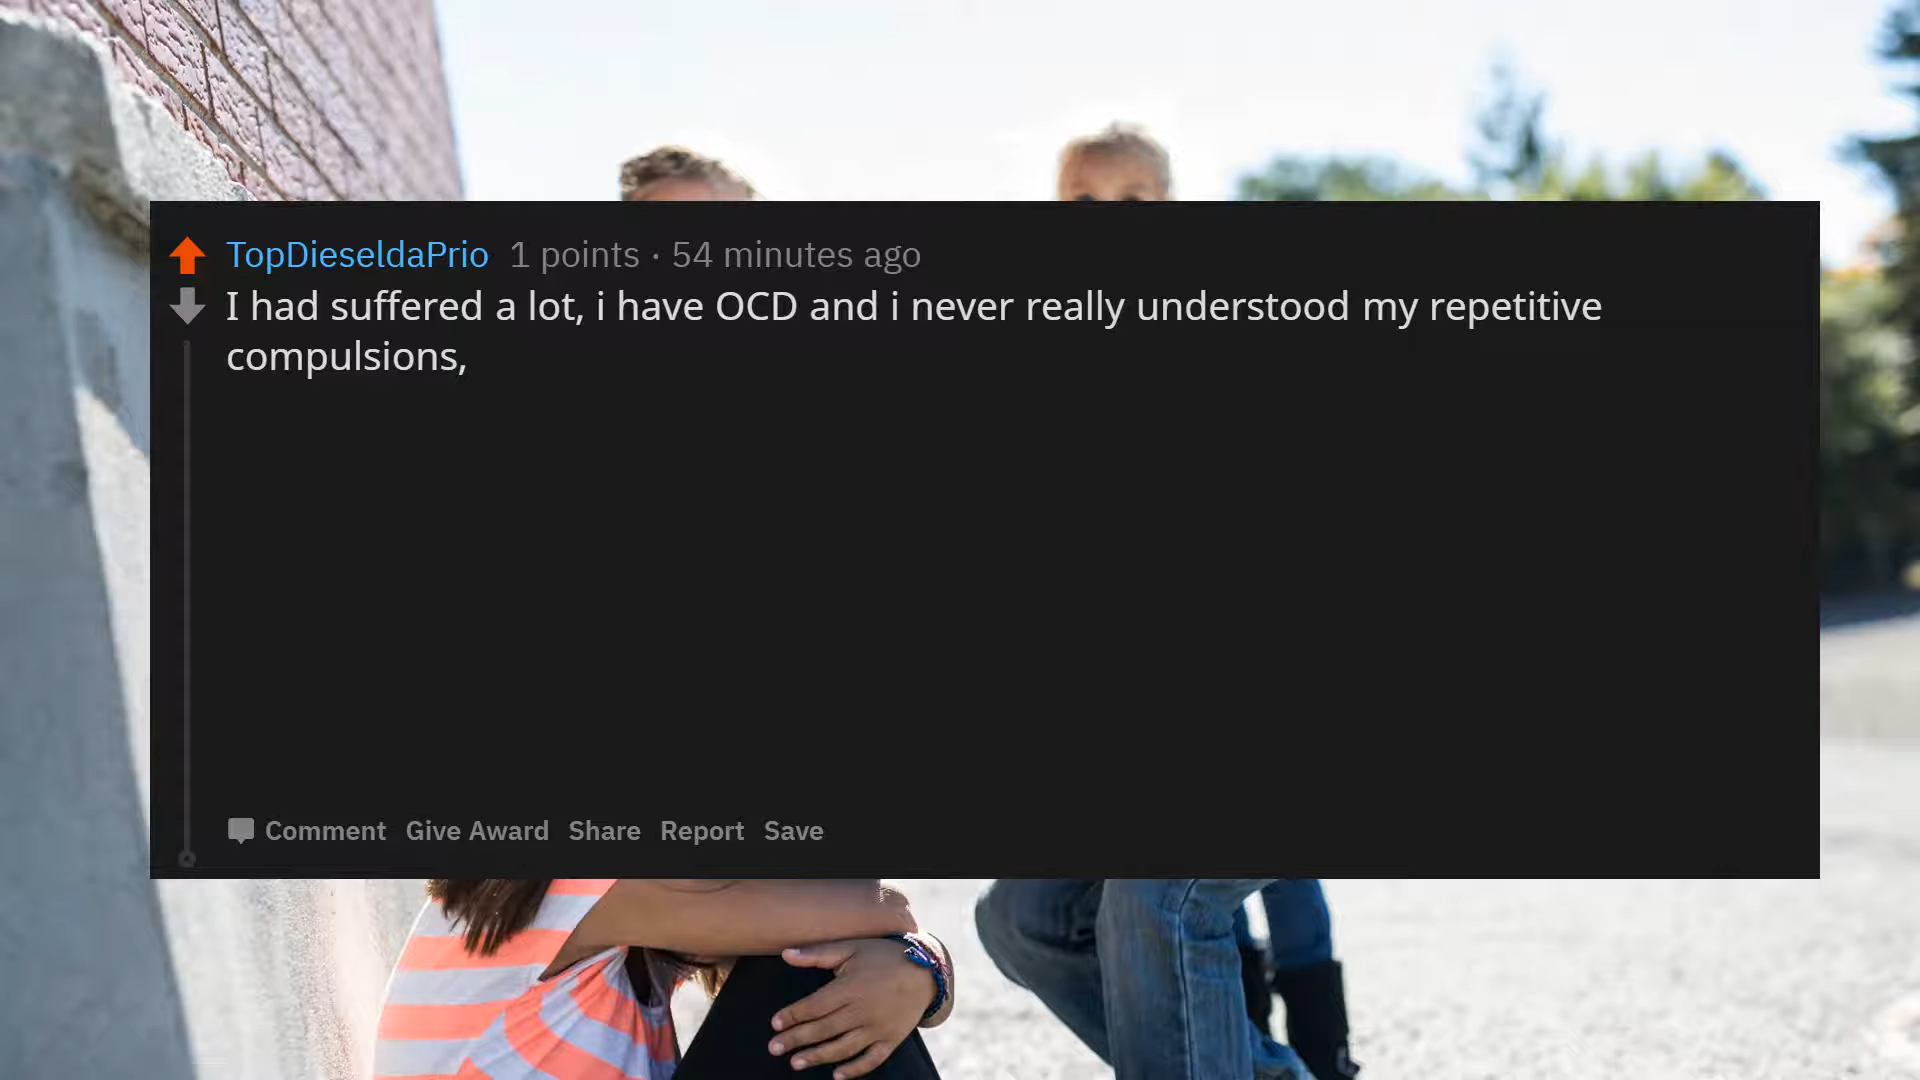 TopDieseldaPrio 1 points · 54 minutes ago
I had suffered a lot, i have OCD and i never really understood my repetitive
compulsions,
Comment Give Award Share Report Save